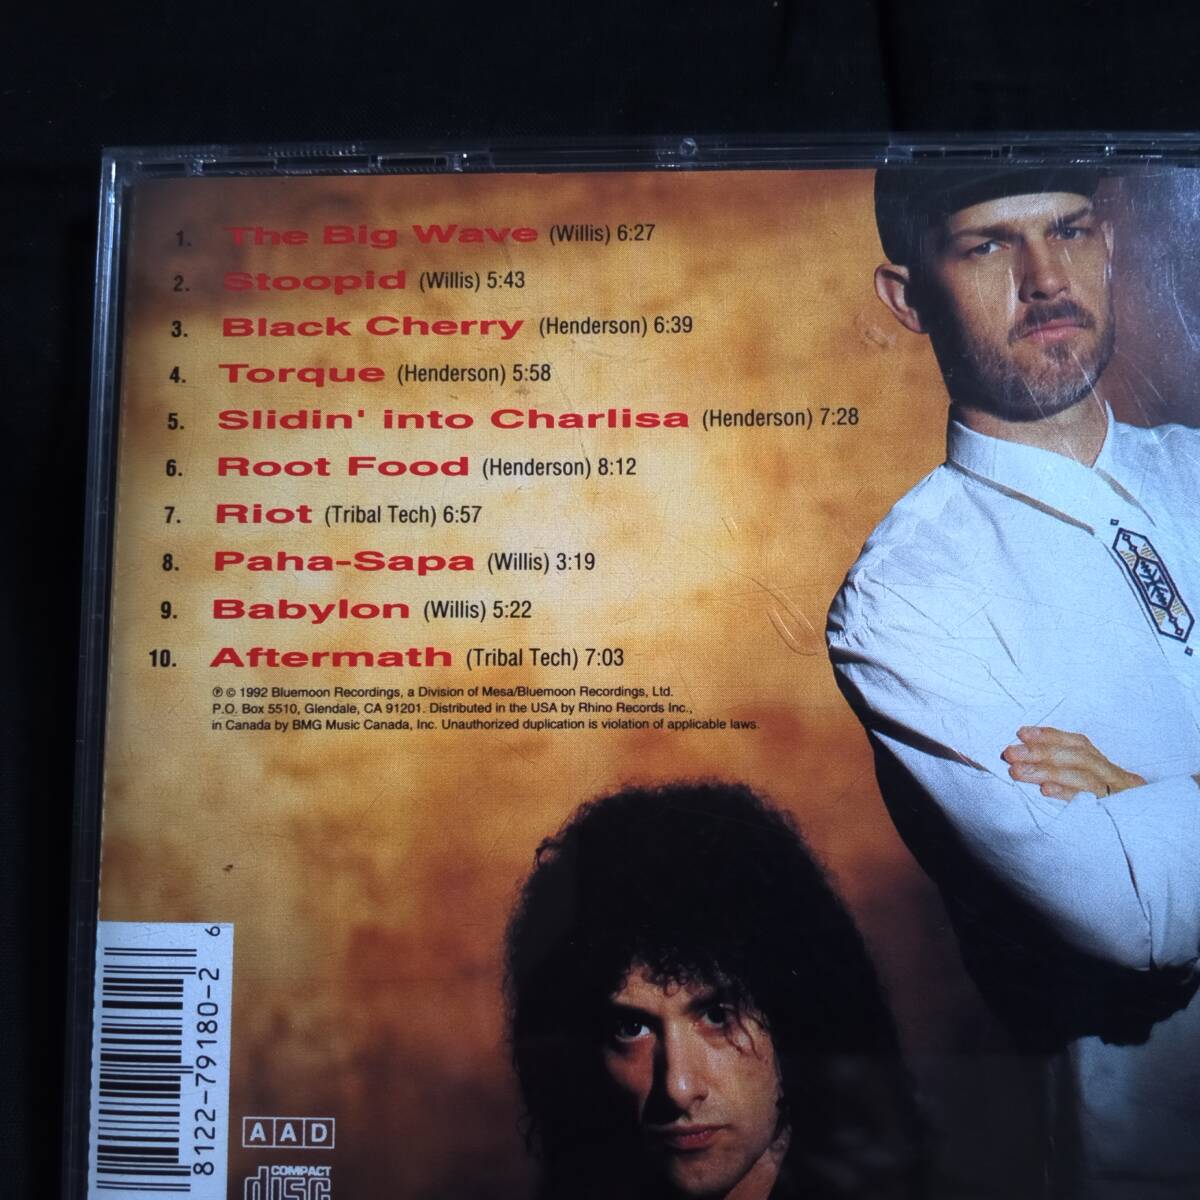 1. The Big Wave (Willis) 6:27
2. Stoopid (Willis) 5:43
3. Black Cherry (Henderson) 6:39
4. Torque (Henderson) 5:58
5. Slidin' into Charlisa (Henderson) 7:28
6. Root Food (Henderson) 8:12
7. Riot (Tribal Tech) 6:57
8. Paha-Sapa (Willis) 3:19
9. Babylon (Willis) 5:22
10. Aftermath (Tribal Tech) 7:03
℗ © 1992 Bluemoon Recordings, a Division of Mesa/Bluemoon Recordings, Ltd.
P.O. Box 5510, Glendale, CA 91201. Distributed in the USA by Rhino Records Inc.,
in Canada by BMG Music Canada, Inc. Unauthorized duplication is violation of applicable laws.
8122-79180-2 6
AAD
COMPACT
disc